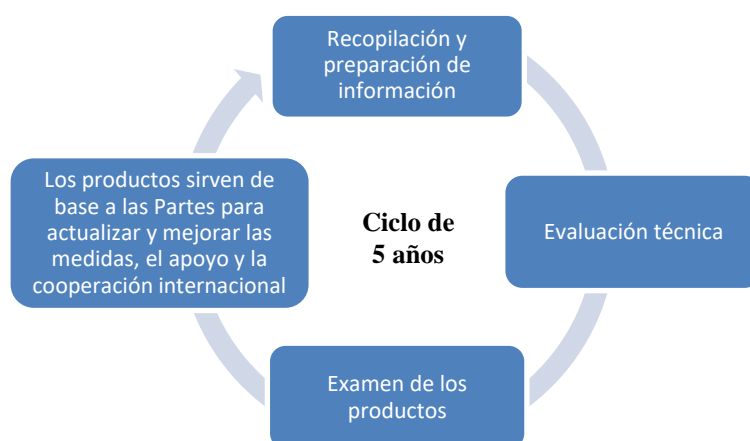 Recopilación y
preparación de
información
Evaluación técnica
Examen de los
productos
Los productos sirven de
base a las Partes para
actualizar y mejorar las
medidas, el apoyo y la
cooperación internacional
Ciclo de
5 años